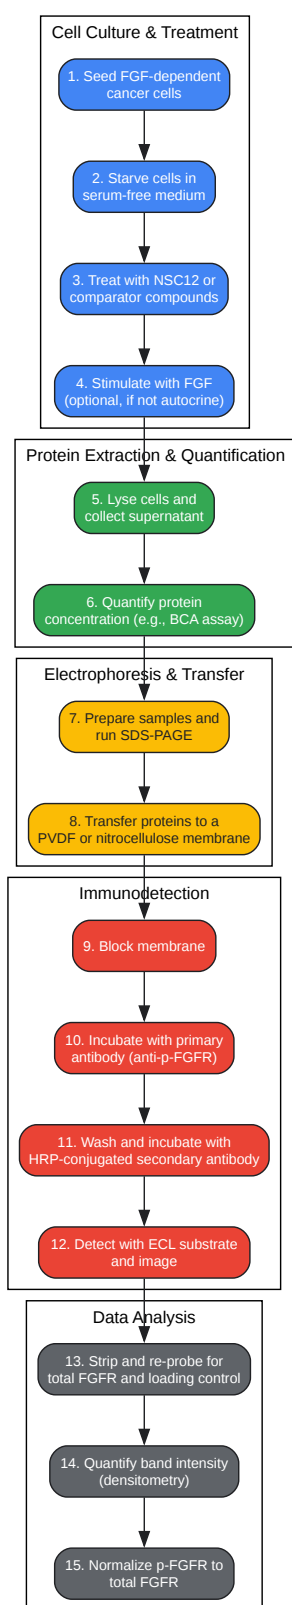 Cell Culture & Treatment
1. Seed FGF-dependent
cancer cells
2. Starve cells in
serum-free medium
3. Treat with NSC12 or
comparator compounds
4. Stimulate with FGF
(optional, if not autocrine)
Protein Extraction & Quantification
5. Lyse cells and
collect supernatant
6. Quantify protein
concentration (e.g., BCA assay)
Electrophoresis & Transfer
7. Prepare samples and
run SDS-PAGE
8. Transfer proteins to a
PVDF or nitrocellulose membrane
Immunodetection
9. Block membrane
10. Incubate with primary
antibody (anti-p-FGFR)
11. Wash and incubate with
HRP-conjugated secondary antibody
12. Detect with ECL substrate
and image
Data Analysis
13. Strip and re-probe for
total FGFR and loading control
14. Quantify band intensity
(densitometry)
15. Normalize p-FGFR to
total FGFR